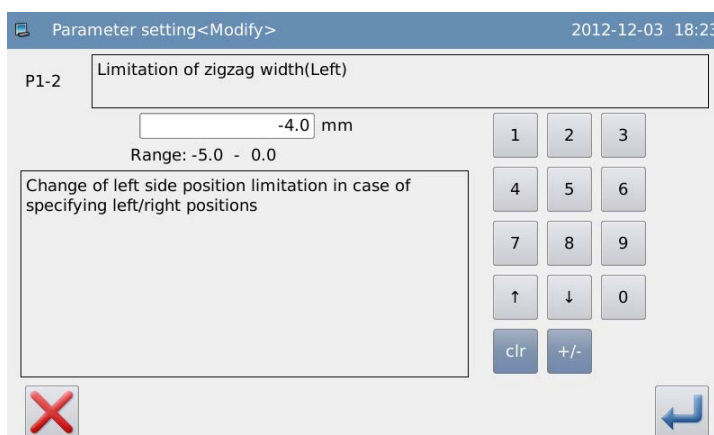 Parameter setting<Modify> 2012-12-03 18:23
P1-2 Limitation of zigzag width(Left)
-4.0 mm
Range: -5.0 - 0.0
Change of left side position limitation in case of
specifying left/right positions
1 2 3
4 5 6
7 8 9
↑ ↓ 0
clr +/-